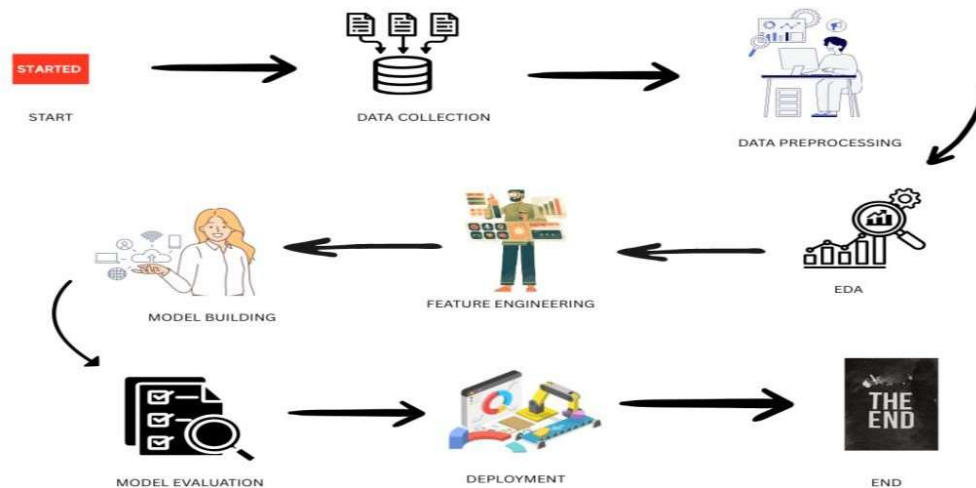 STARTED
START
DATA COLLECTION
DATA PREPROCESSING
EDA
FEATURE ENGINEERING
MODEL BUILDING
MODEL EVALUATION
DEPLOYMENT
THE
END
END